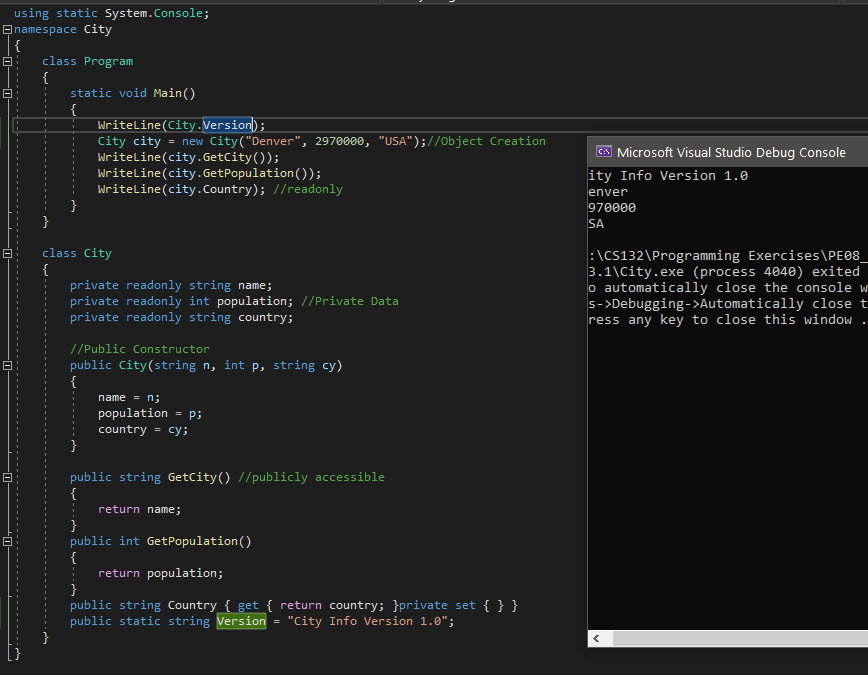 using static System.Console;
namespace City
{
class Program
{
static void Main()
{
WriteLine(City.Version);
City city = new City("Denver", 2970000, "USA");//Object Creation
WriteLine(city.GetCity());
WriteLine(city.GetPopulation());
WriteLine(city.Country); //readonly
}
}
class City
{
private readonly string name;
private readonly int population; //Private Data
private readonly string country;
//Public Constructor
public City(string n, int p, string cy)
{
name = n;
population = p;
country = cy;
}
public string GetCity() //publicly accessible
{
return name;
}
public int GetPopulation()
{
return population;
}
public string Country { get { return country; }private set { } }
public static string Version = "City Info Version 1.0";
}
}
Microsoft Visual Studio Debug Console
ity Info Version 1.0
enver
970000
SA
:\CS132\Programming Exercises\PE08_
3.1\City.exe (process 4040) exited
o automatically close the console w
s->Debugging->Automatically close t
ress any key to close this window .